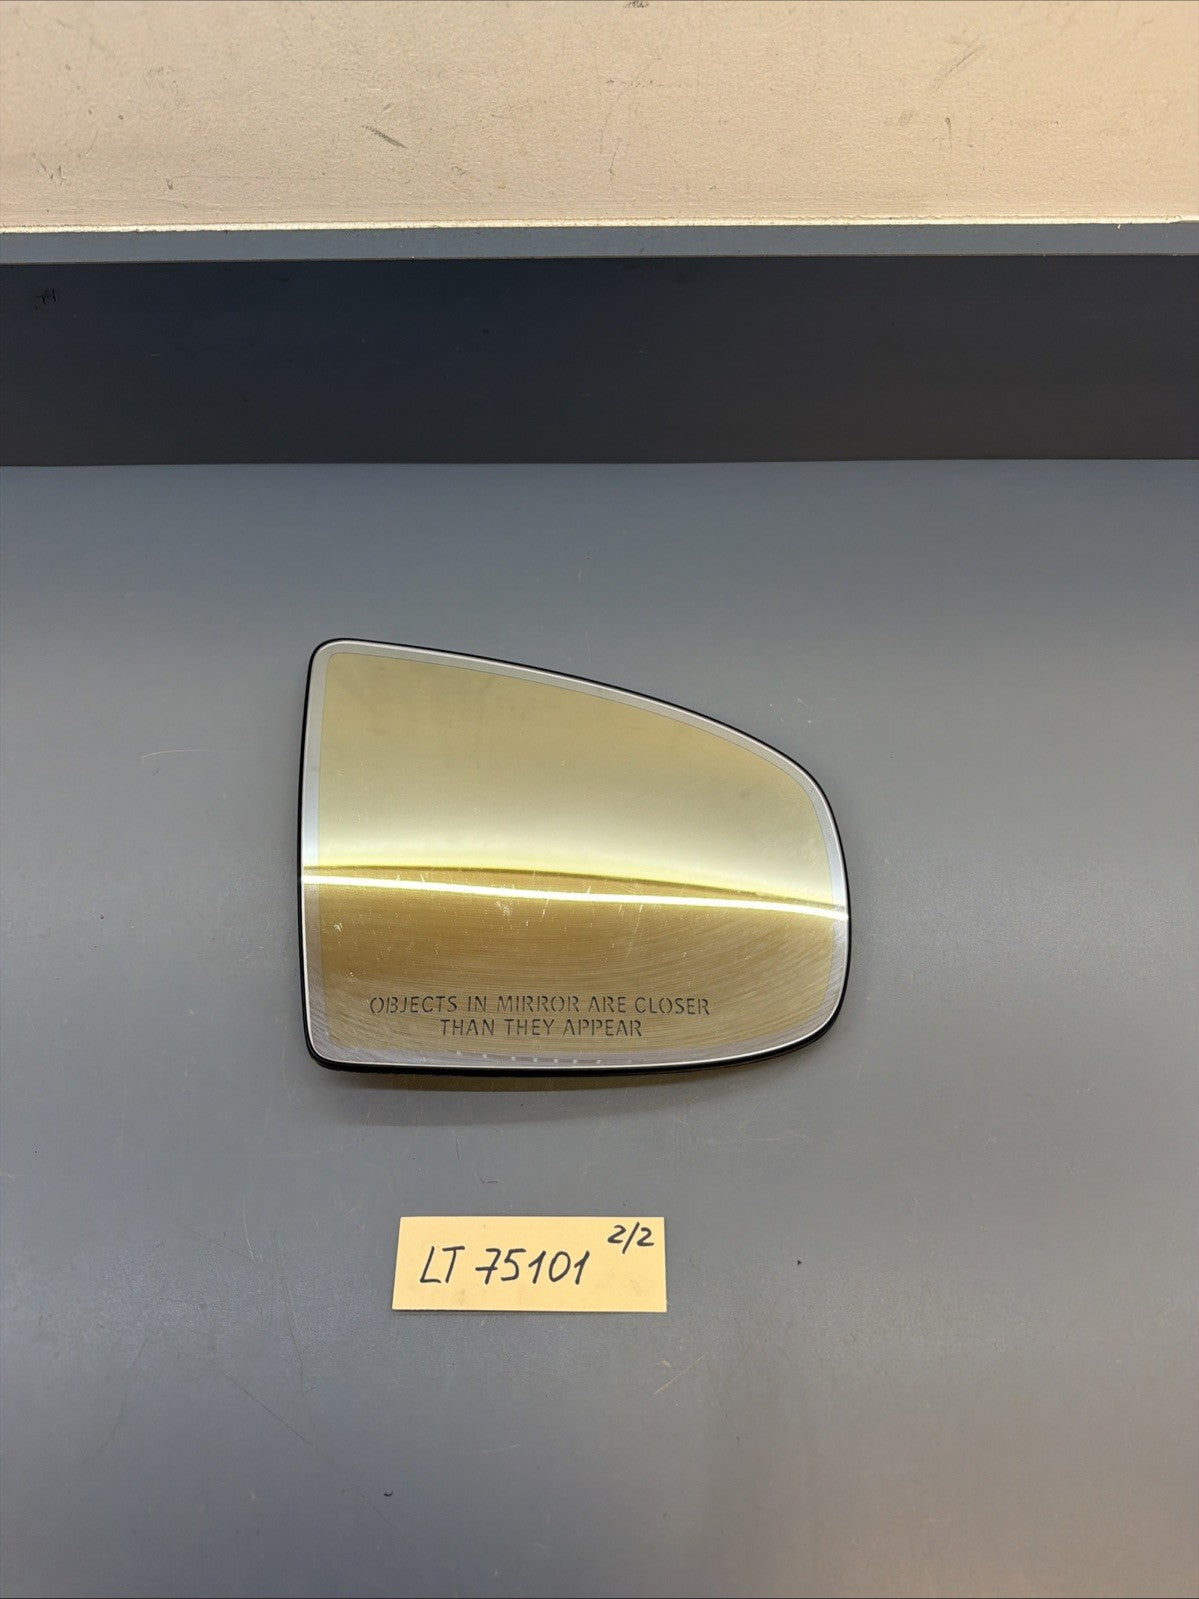 OBJECTS IN MIRROR ARE CLOSER
THAN THEY APPEAR
LT 75101 2/2